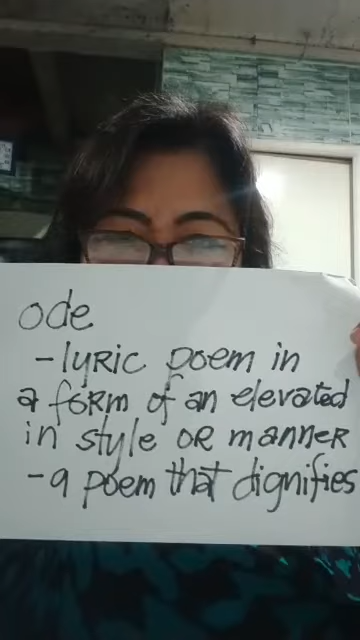 ode
- lyric poem in
a form of an elevated
in style or manner
- a poem that dignifies